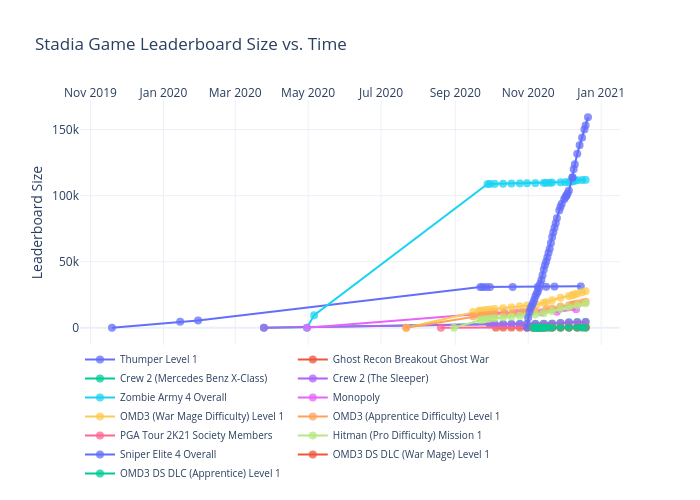 Stadia Game Leaderboard Size vs. Time
Nov 2019 Jan 2020 Mar 2020 May 2020 Jul 2020 Sep 2020 Nov 2020 Jan 2021
150k
100k
50k
0
Leaderboard Size
Thumper Level 1 Ghost Recon Breakout Ghost War
Crew 2 (Mercedes Benz X-Class) Crew 2 (The Sleeper)
Zombie Army 4 Overall Monopoly
OMD3 (War Mage Difficulty) Level 1 OMD3 (Apprentice Difficulty) Level 1
PGA Tour 2K21 Society Members Hitman (Pro Difficulty) Mission 1
Sniper Elite 4 Overall OMD3 DS DLC (War Mage) Level 1
OMD3 DS DLC (Apprentice) Level 1